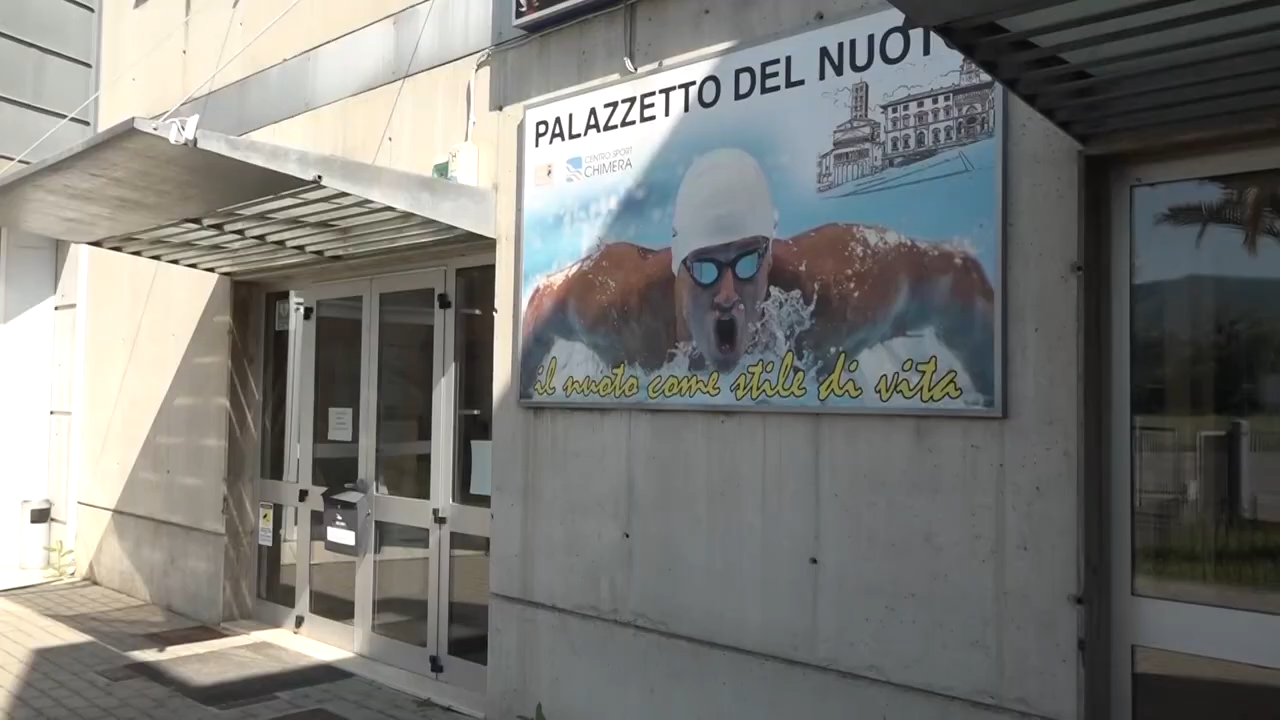 PALAZZETTO DEL NUOTO
CENTRO SPORT
CHIMERA
il nuoto come stile di vita